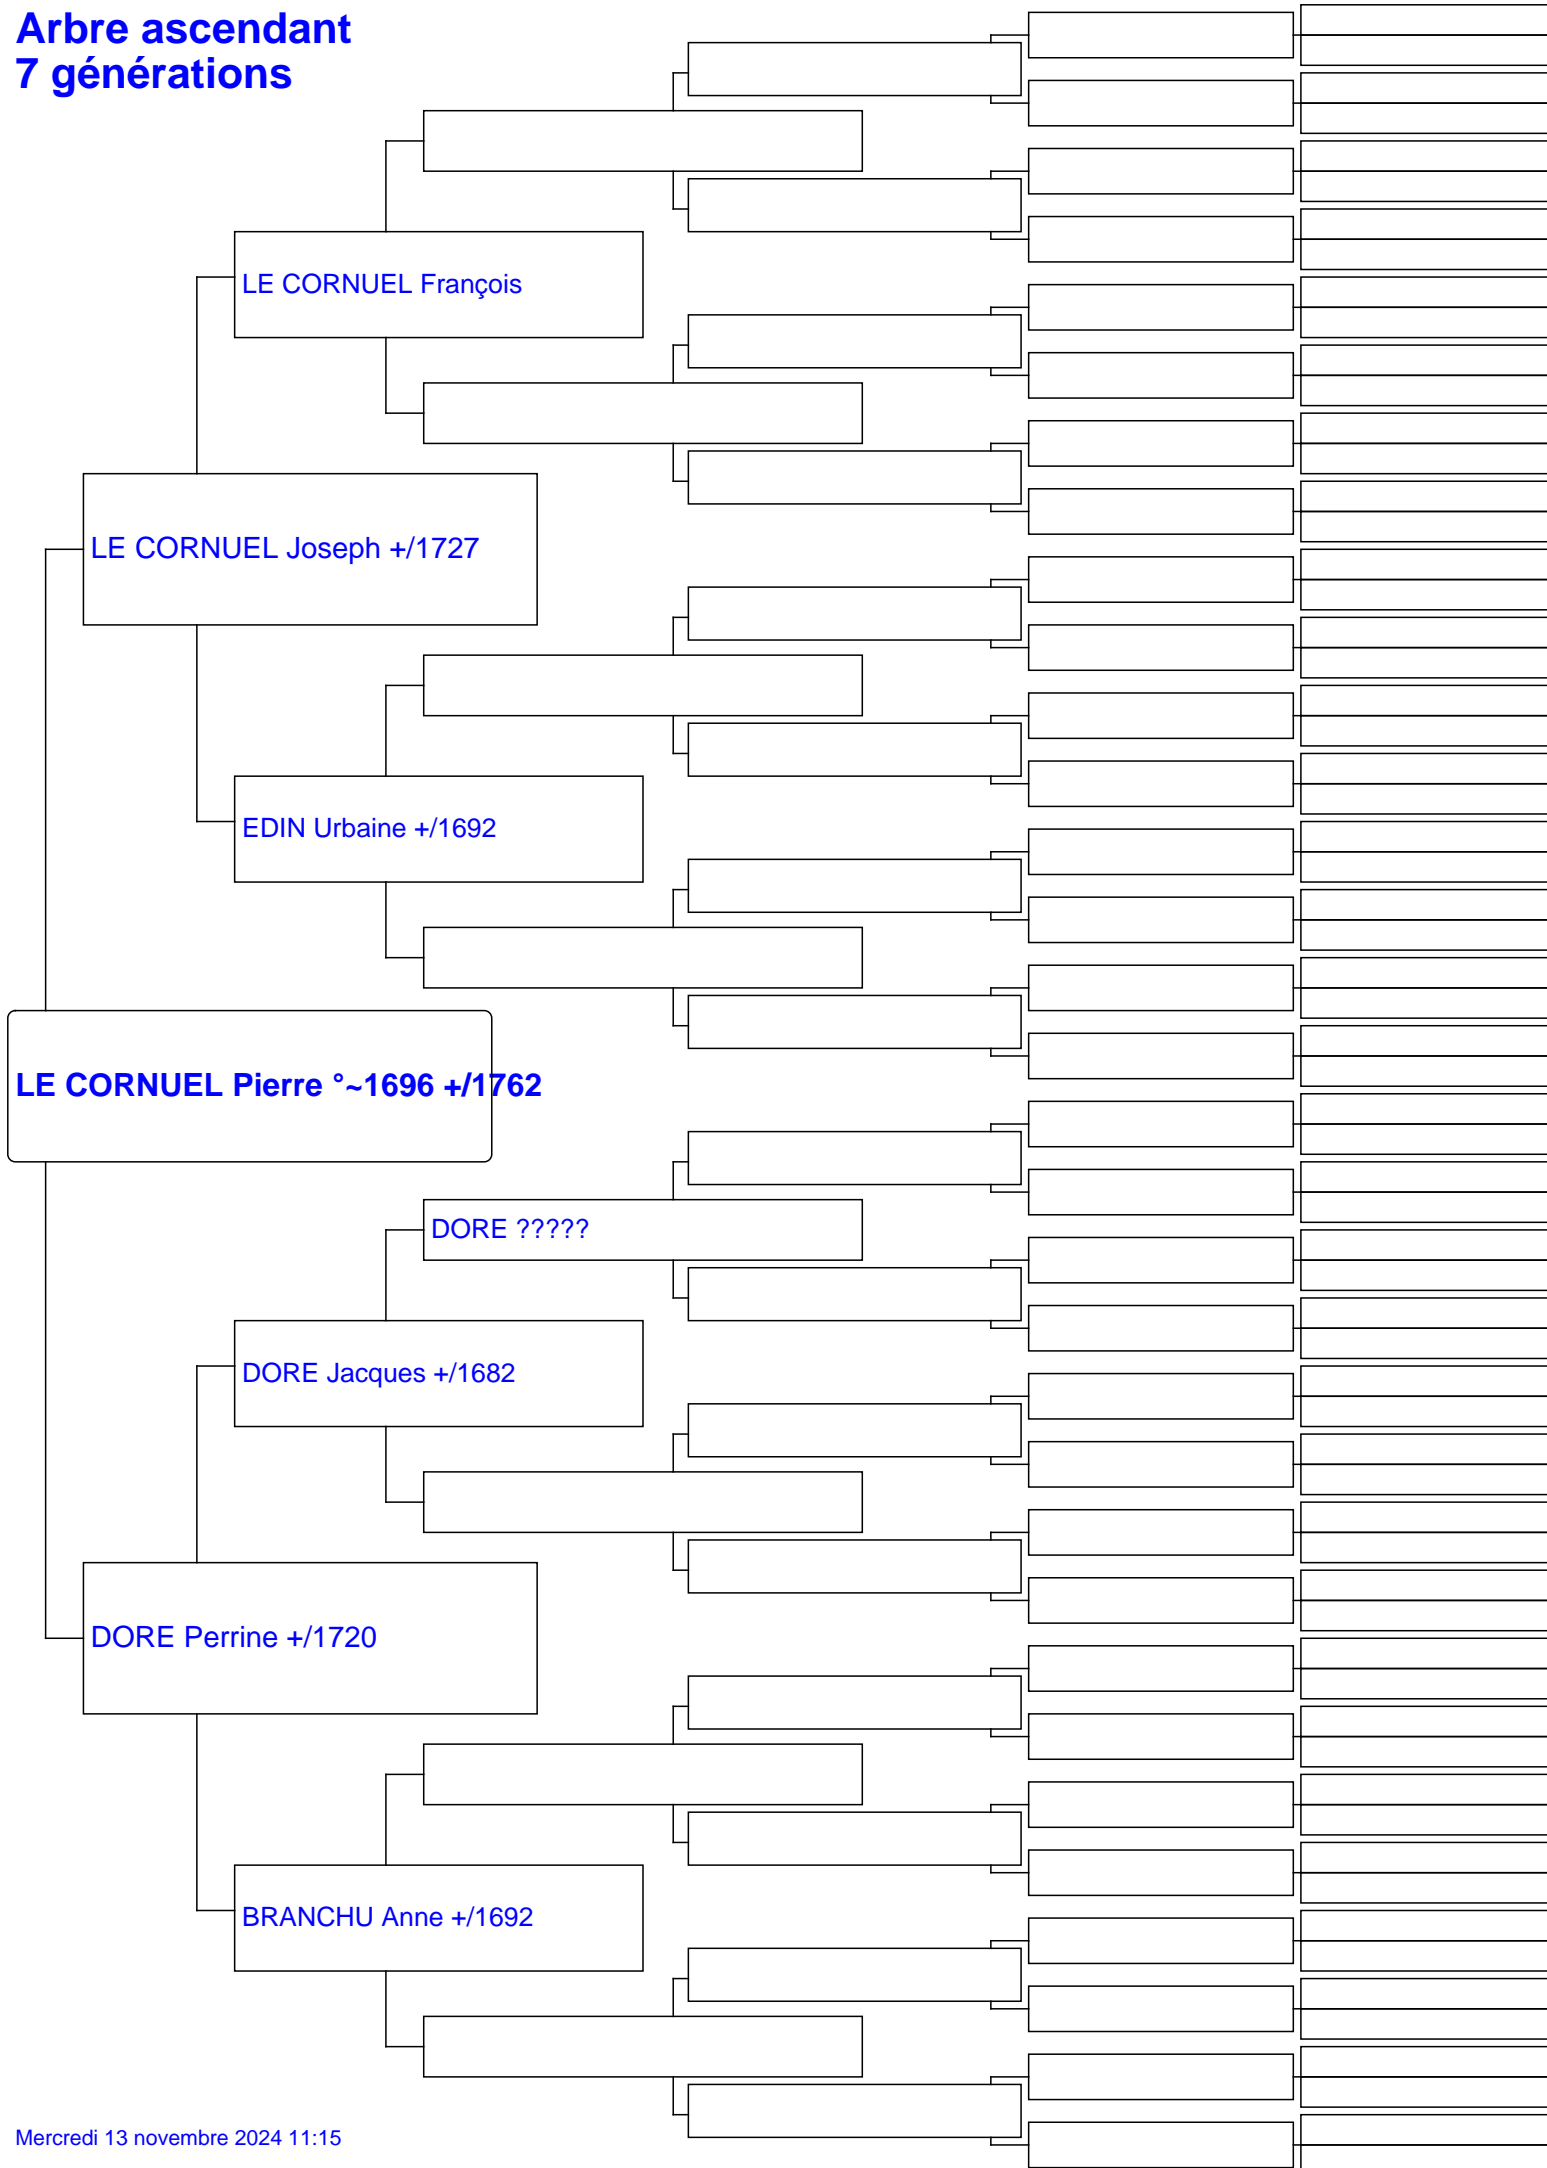 Arbre ascendant
7 générations
LE CORNUEL François
LE CORNUEL Joseph +/1727
EDIN Urbaine +/1692
LE CORNUEL Pierre °~1696 +/1762
DORE ?????
DORE Jacques +/1682
DORE Perrine +/1720
BRANCHU Anne +/1692
Mercredi 13 novembre 2024 11:15